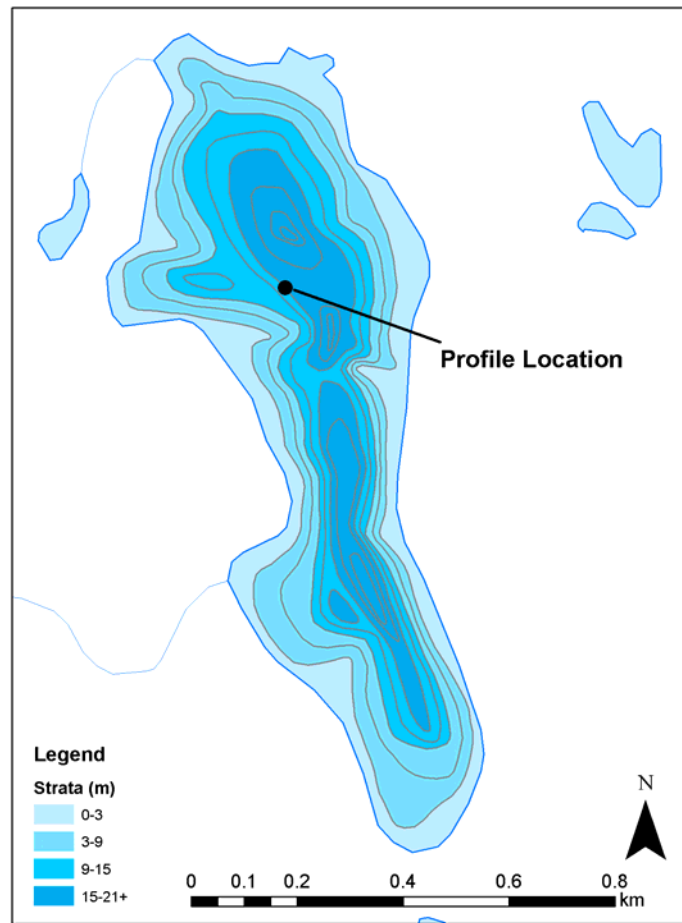 Profile Location
Legend
Strata (m)
0-3
3-9
9-15
15-21+
N
0 0.1 0.2 0.4 0.6 0.8
km